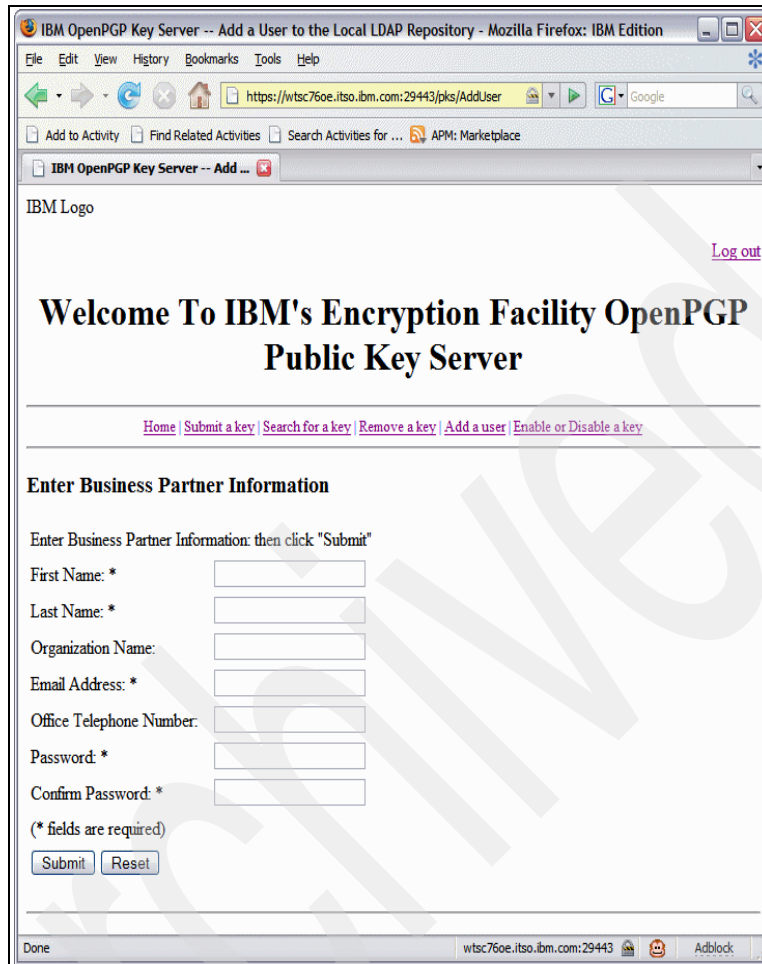 IBM OpenPGP Key Server -- Add a User to the Local LDAP Repository - Mozilla Firefox: IBM Edition
File Edit View History Bookmarks Tools Help
https://wtsc76oe.itso.ibm.com:29443/pks/AddUser
G Google
Add to Activity Find Related Activities Search Activities for ... APM: Marketplace
IBM OpenPGP Key Server -- Add ...
IBM Logo
Log out
Welcome To IBM's Encryption Facility OpenPGP
Public Key Server
Home | Submit a key | Search for a key | Remove a key | Add a user | Enable or Disable a key
Enter Business Partner Information
Enter Business Partner Information: then click "Submit"
First Name: *
Last Name: *
Organization Name:
Email Address: *
Office Telephone Number:
Password: *
Confirm Password: *
(* fields are required)
Submit Reset
Done wtsc76oe.itso.ibm.com:29443 Adblock